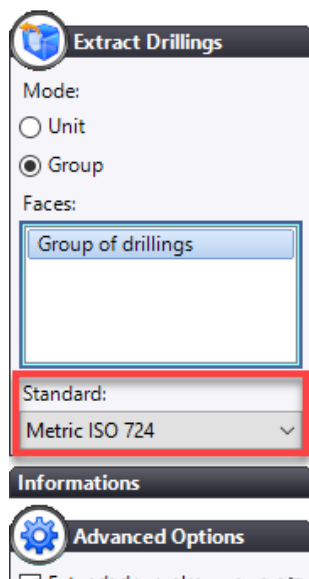 Extract Drillings
Mode:
Unit
Group
Faces:
Group of drillings
Standard:
Metric ISO 724
Informations
Advanced Options